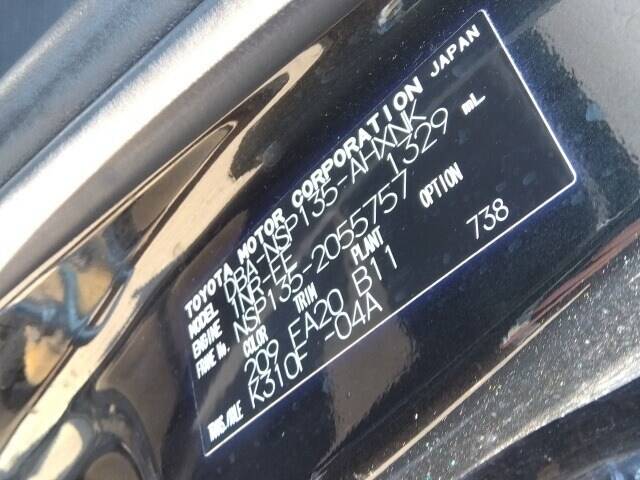 TOYOTA MOTOR CORPORATION JAPAN
MODEL DBA-NSP135-AHXNK
ENGINE 1NR-FE 1329 mL
FRAME No. NSP135-2055757
COLOR TRIM PLANT OPTION
209 FA20 B11 738
TRANS./AXLE K310F -04A